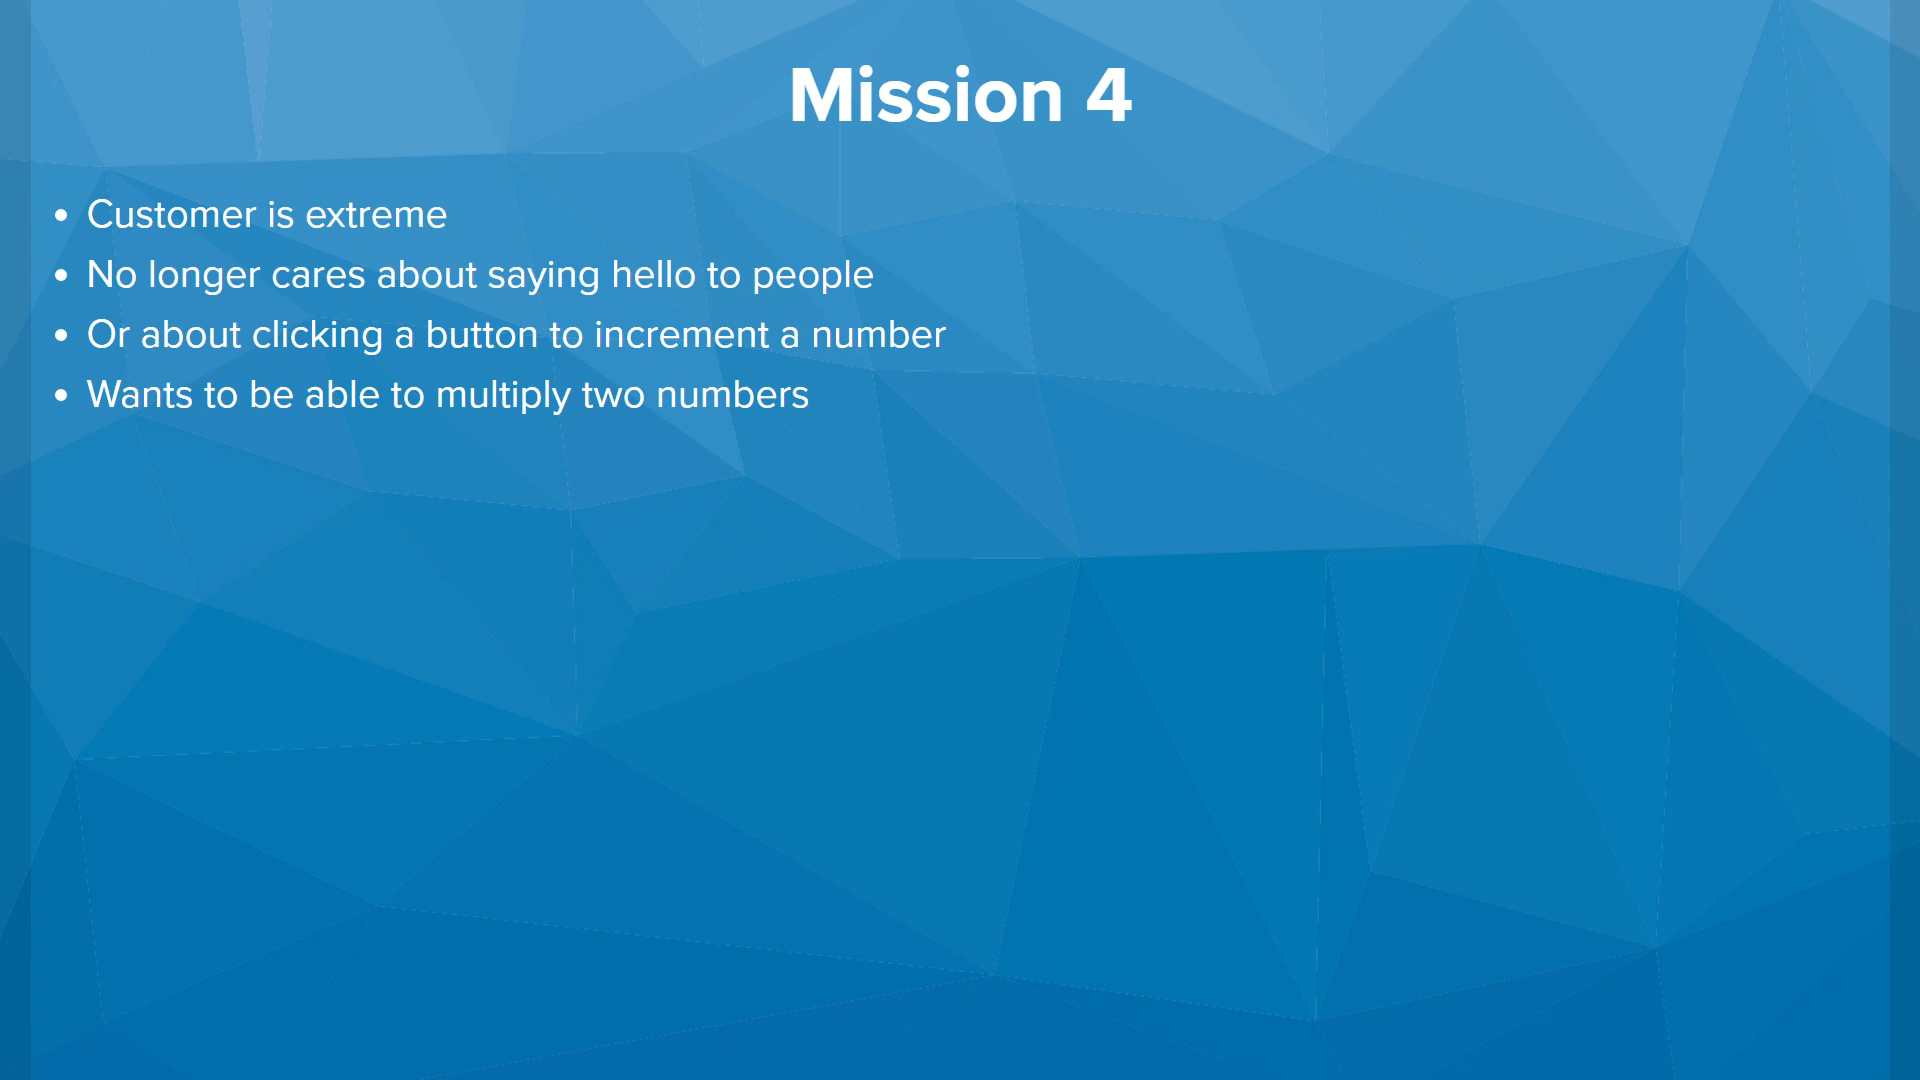 Mission 4
• Customer is extreme
• No longer cares about saying hello to people
• Or about clicking a button to increment a number
• Wants to be able to multiply two numbers